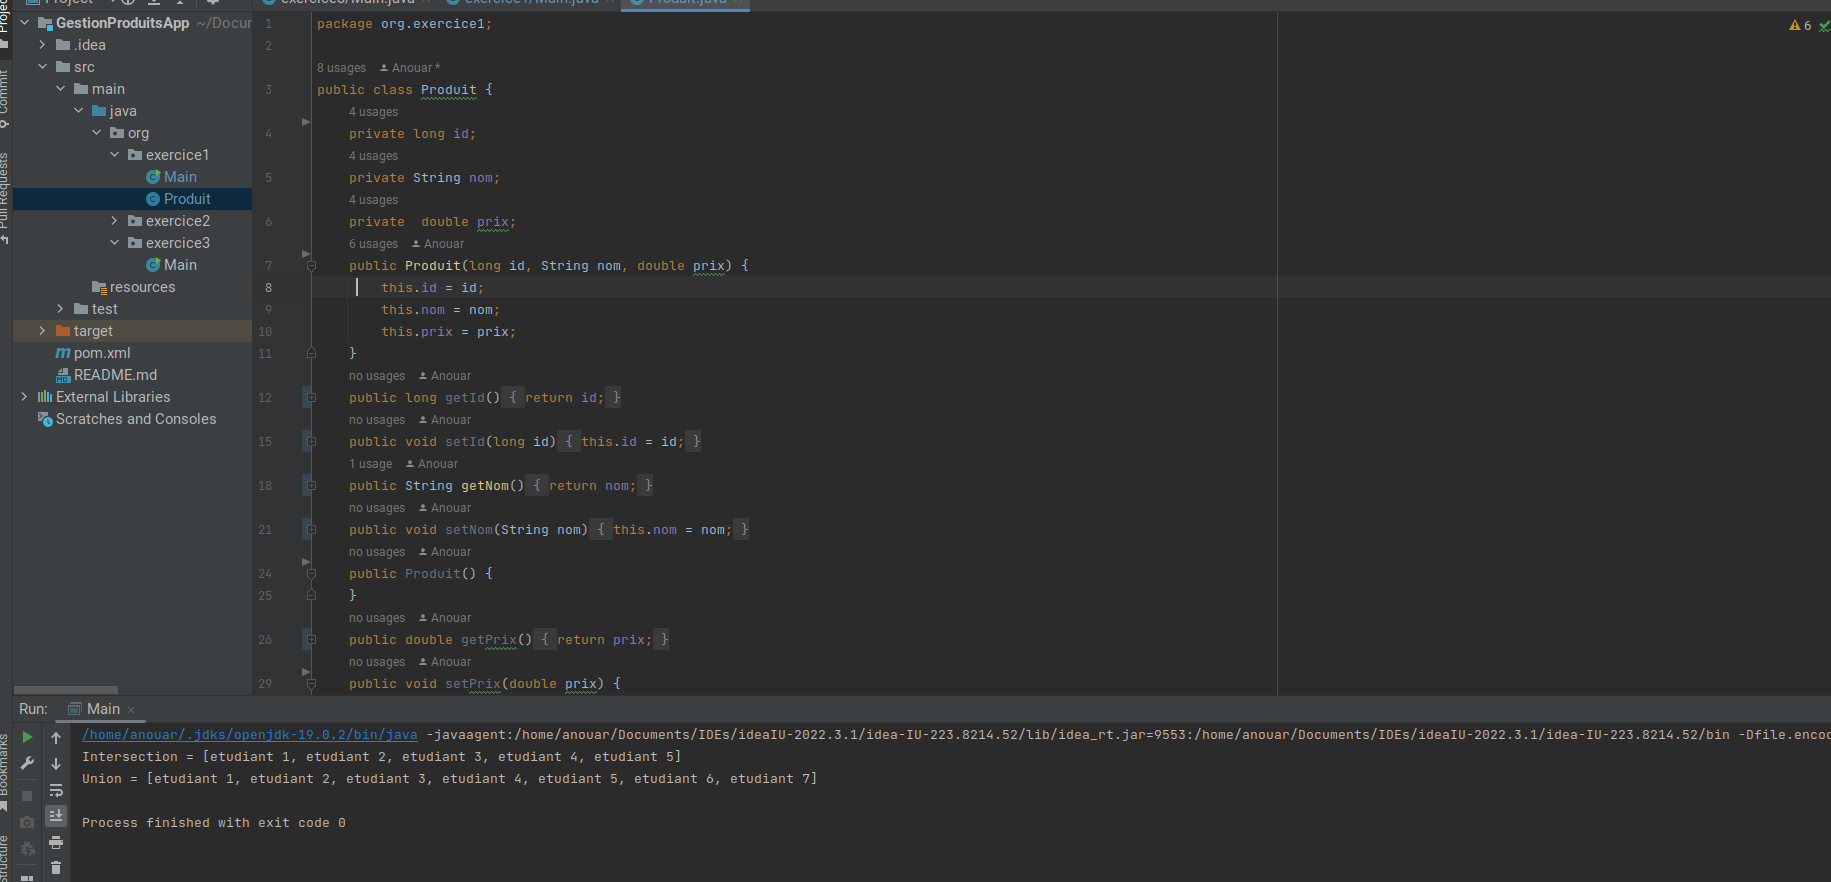 Project
exercice3/Main.java
exercice1/Main.java
Produit.java
GestionProduitsApp ~/Docur
.idea
src
main
java
org
exercice1
Main
Produit
exercice2
exercice3
Main
resources
test
target
pom.xml
README.md
External Libraries
Scratches and Consoles
Project
Commit
Pull Requests
Bookmarks
Structure
6
1 package org.exercice1;
2
8 usages Anouar *
3 public class Produit {
4 usages
4 private long id;
4 usages
5 private String nom;
4 usages
6 private  double prix;
6 usages Anouar
7 public Produit(long id, String nom, double prix) {
8 this.id = id;
9 this.nom = nom;
10 this.prix = prix;
11 }
no usages Anouar
12 public long getId() { return id; }
no usages Anouar
15 public void setId(long id) { this.id = id; }
1 usage Anouar
18 public String getNom() { return nom; }
no usages Anouar
21 public void setNom(String nom) { this.nom = nom; }
no usages Anouar
24 public Produit() {
25 }
no usages Anouar
26 public double getPrix() { return prix; }
no usages Anouar
29 public void setPrix(double prix) {
Run: Main
/home/anouar/.jdks/openjdk-19.0.2/bin/java -javaagent:/home/anouar/Documents/IDEs/ideaIU-2022.3.1/idea-IU-223.8214.52/lib/idea_rt.jar=9553:/home/anouar/Documents/IDEs/ideaIU-2022.3.1/idea-IU-223.8214.52/bin -Dfile.encod
Intersection = [etudiant 1, etudiant 2, etudiant 3, etudiant 4, etudiant 5]
Union = [etudiant 1, etudiant 2, etudiant 3, etudiant 4, etudiant 5, etudiant 6, etudiant 7]
Process finished with exit code 0